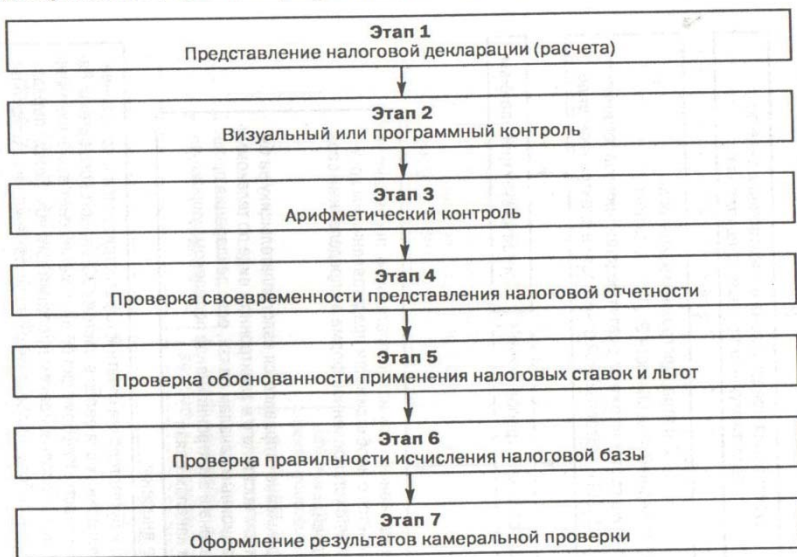 Этап 1
Представление налоговой декларации (расчета)
Этап 2
Визуальный или программный контроль
Этап 3
Арифметический контроль
Этап 4
Проверка своевременности представления налоговой отчетности
Этап 5
Проверка обоснованности применения налоговых ставок и льгот
Этап 6
Проверка правильности исчисления налоговой базы
Этап 7
Оформление результатов камеральной проверки